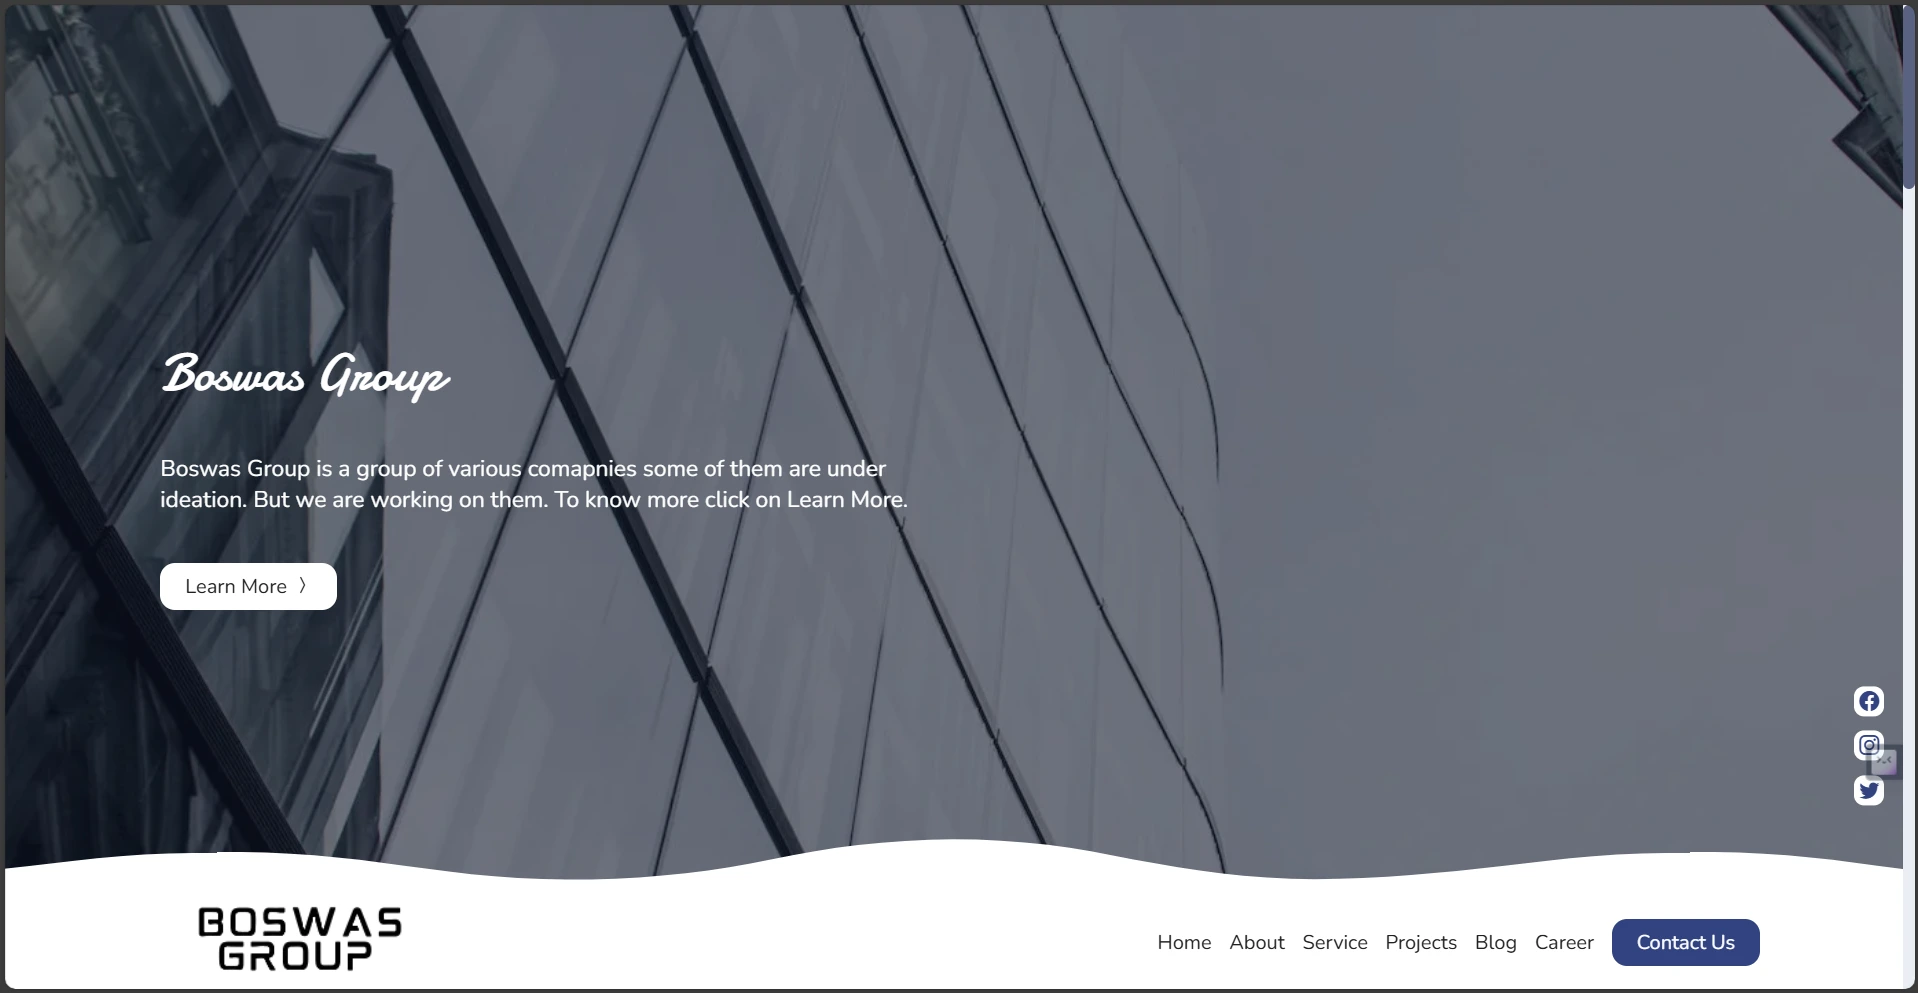 Boswas Group
Boswas Group is a group of various comapnies some of them are under
ideation. But we are working on them. To know more click on Learn More.
Learn More 〉
BOSWAS
GROUP
Home About Service Projects Blog Career Contact Us